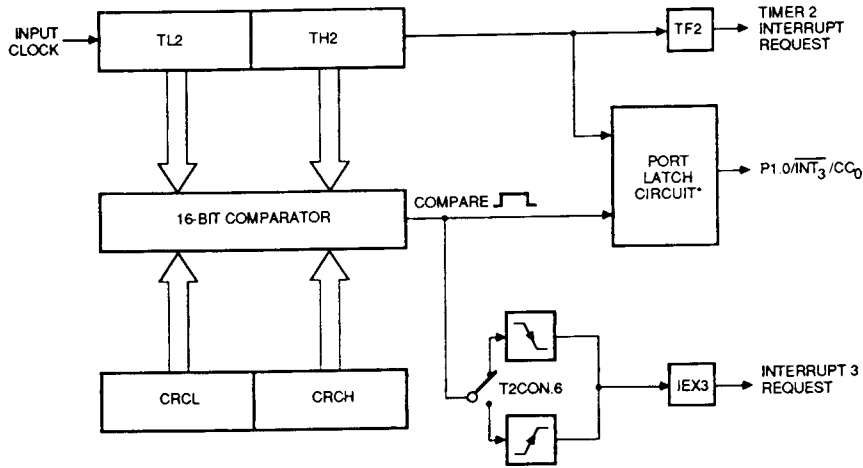 INPUT
CLOCK
TL2
TH2
TF2
TIMER 2
INTERRUPT
REQUEST
PORT
LATCH
CIRCUIT*
P1.0/INT3/CC0
16-BIT COMPARATOR
COMPARE
T2CON.6
CRCL
CRCH
IEX3
INTERRUPT 3
REQUEST